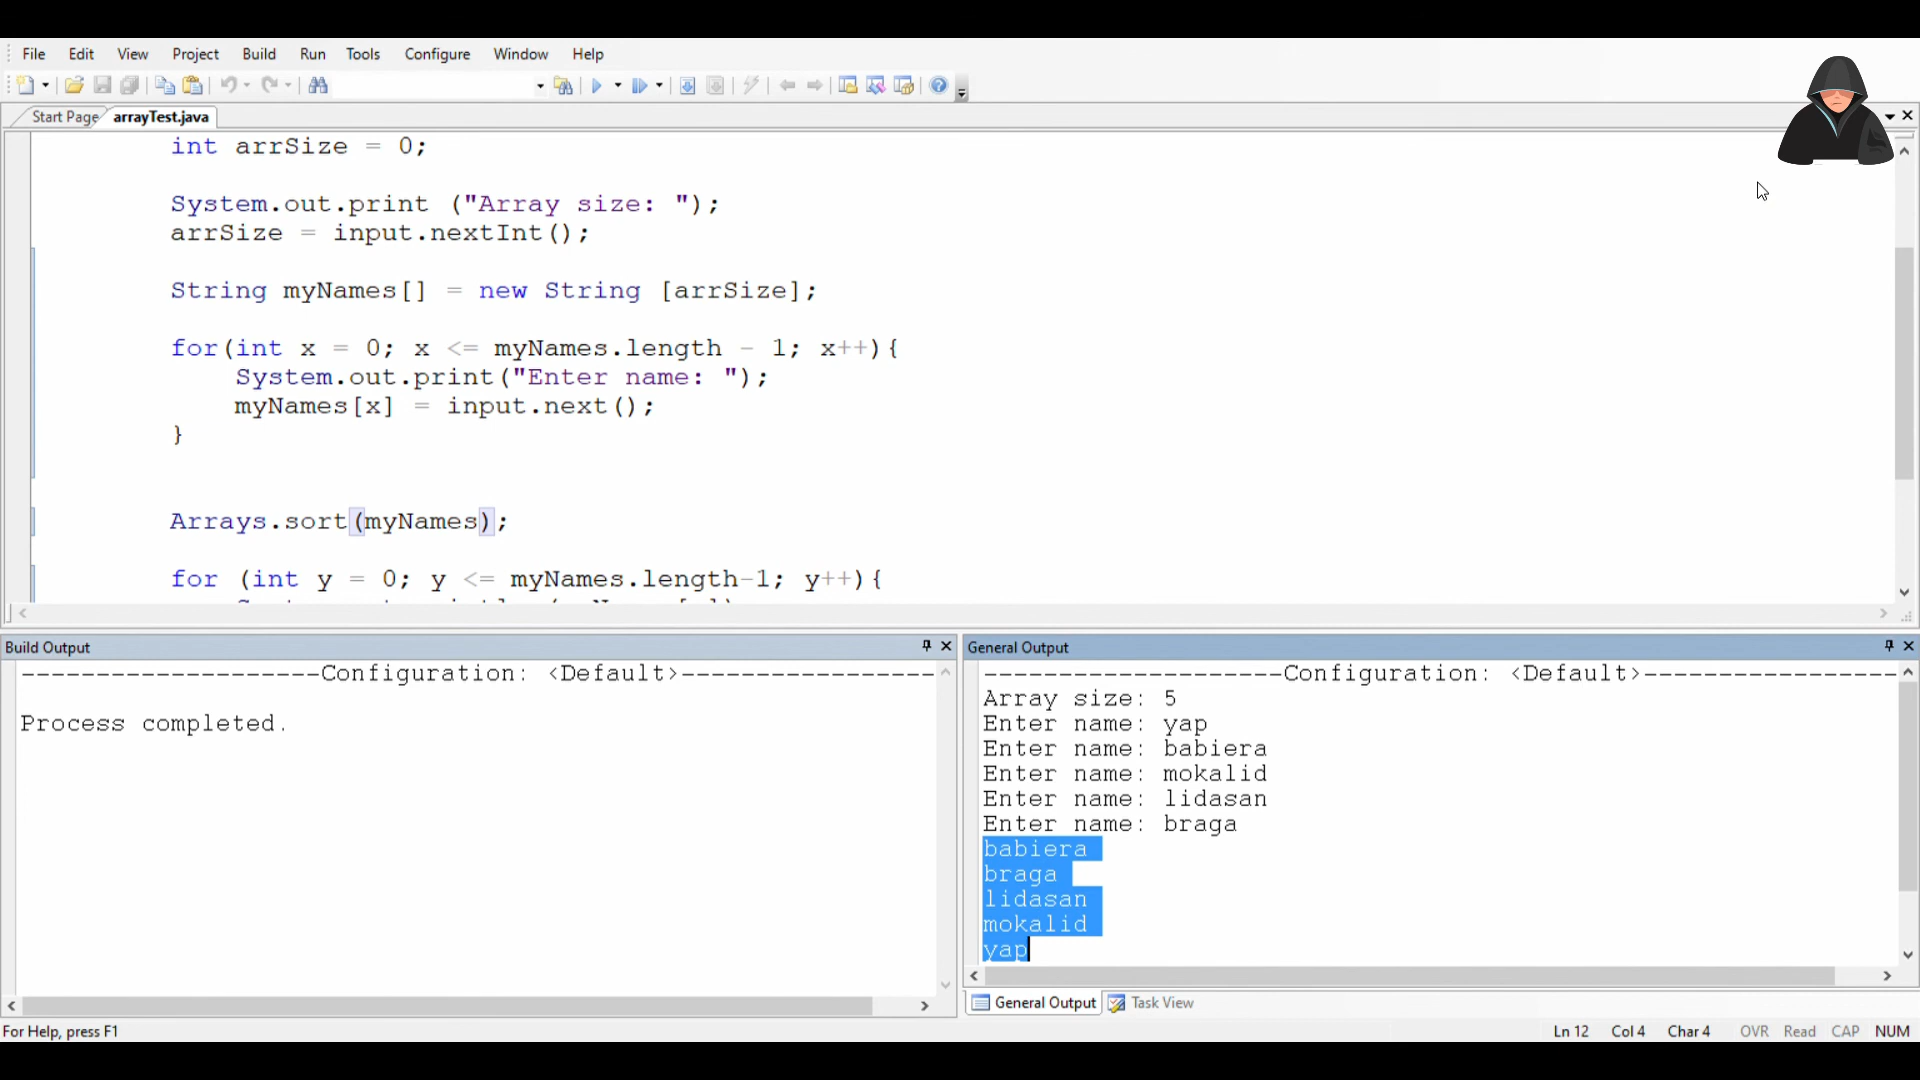 File Edit View Project Build Run Tools Configure Window Help
Start Page arrayTest.java
int arrSize = 0;
System.out.print ("Array size: ");
arrSize = input.nextInt();
String myNames[] = new String [arrSize];
for(int x = 0; x <= myNames.length - 1; x++){
System.out.print("Enter name: ");
myNames[x] = input.next();
}
Arrays.sort(myNames);
for (int y = 0; y <= myNames.length-1; y++){
Build Output
--------------------Configuration: <Default>-----------------
Process completed.
General Output
--------------------Configuration: <Default>-----------------
Array size: 5
Enter name: yap
Enter name: babiera
Enter name: mokalid
Enter name: lidasan
Enter name: braga
babiera
braga
lidasan
mokalid
yap
General Output Task View
For Help, press F1
Ln 12 Col 4 Char 4 OVR Read CAP NUM